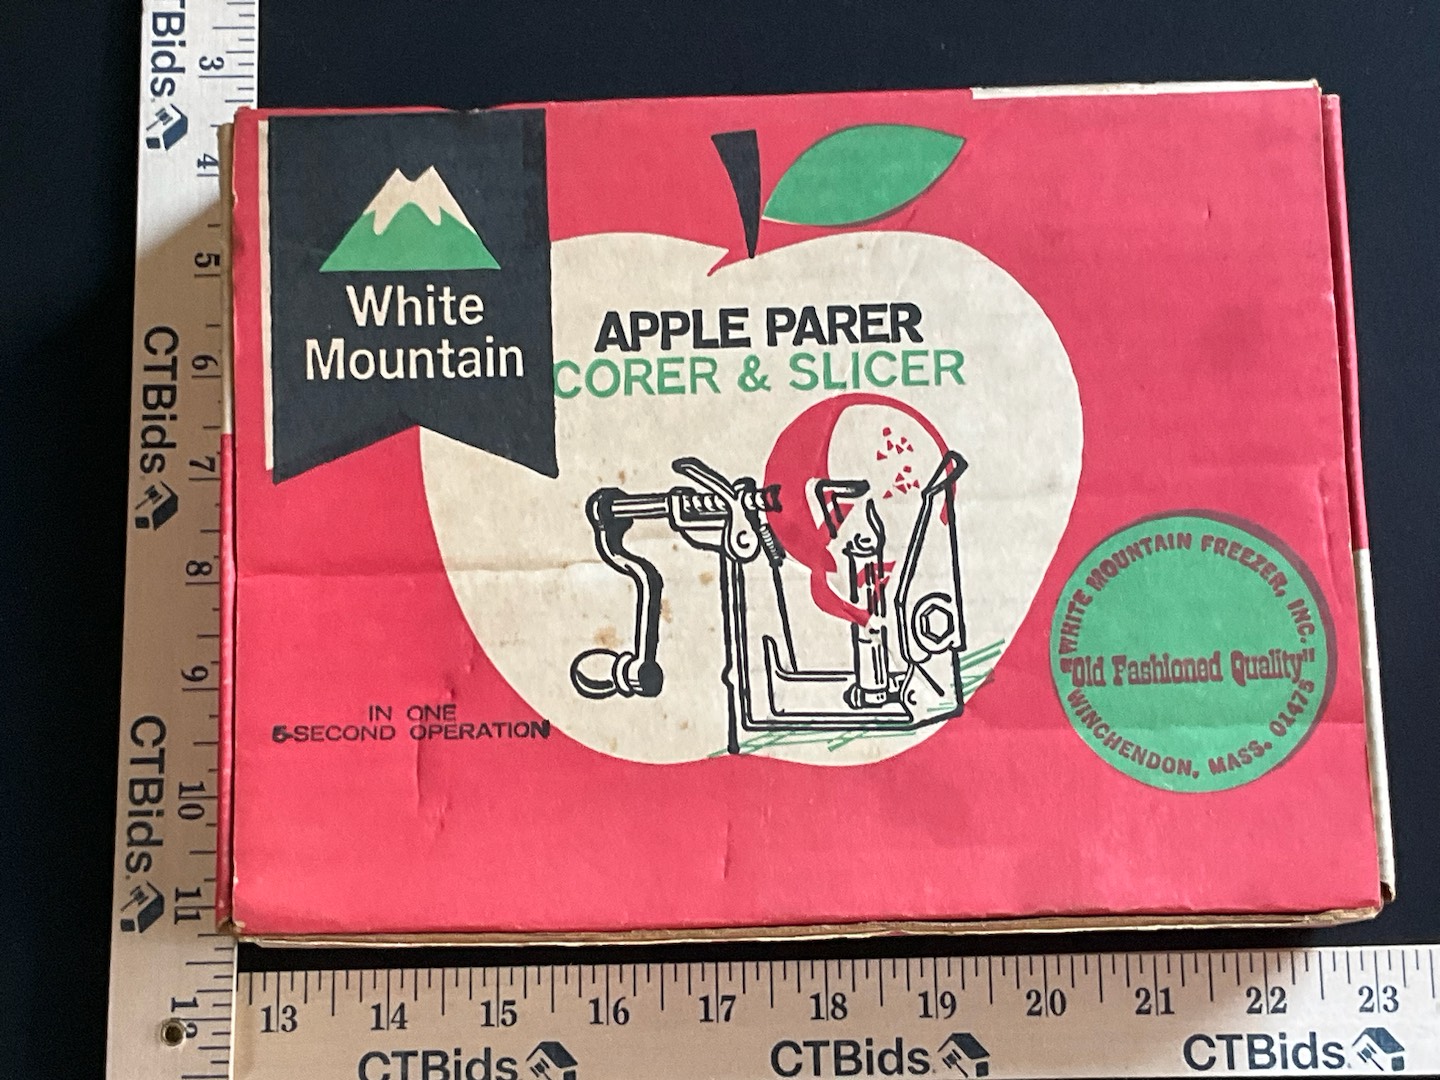 White
Mountain
APPLE PARER
CORER & SLICER
IN ONE
5-SECOND OPERATION
WHITE MOUNTAIN FREEZER, INC.
"Old Fashioned Quality"
WINCHENDON, MASS. 01475
CTBids.
CTBids.
CTBids.
3
4
5
6
7
8
9
10
11
12
13 14 15 16 17 18 19 20 21 22 23
CTBids. CTBids. CTBids.